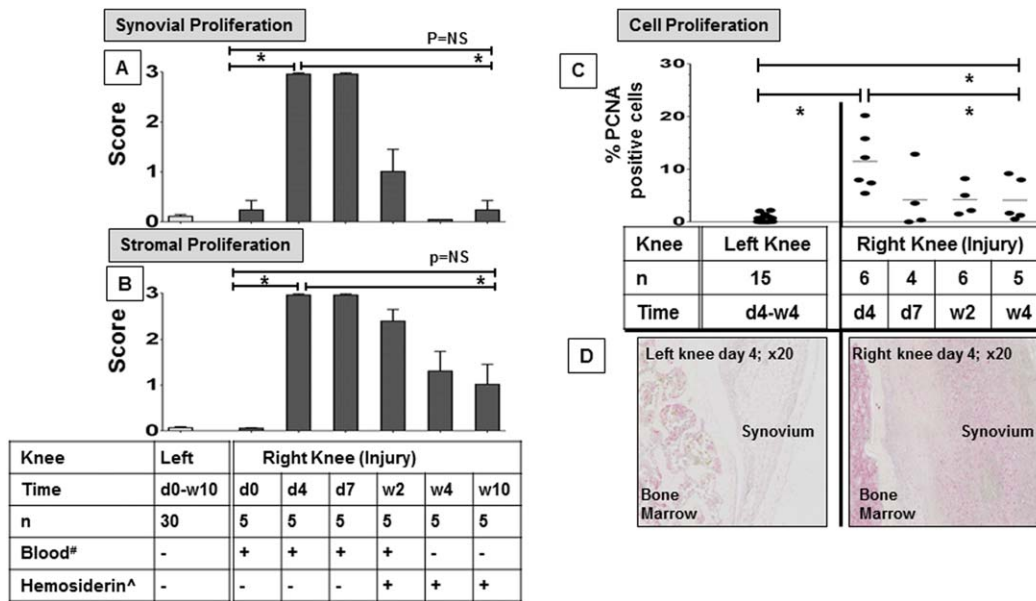 Synovial Proliferation
P=NS
*
*
A
3
2
1
0
Score
Stromal Proliferation
p=NS
*
*
B
3
2
1
0
Score
Knee Left Right Knee (Injury)
Time d0-w10 d0 d4 d7 w2 w4 w10
n 30 5 5 5 5 5 5
Blood# - + + + + - -
Hemosiderin^ - - - - + + +
Cell Proliferation
C
*
*
*
30
20
10
0
% PCNA
positive cells
Knee Left Knee Right Knee (Injury)
n 15 6 4 6 5
Time d4-w4 d4 d7 w2 w4
D
Left knee day 4; x20
Synovium
Bone
Marrow
Right knee day 4; x20
Synovium
Bone
Marrow